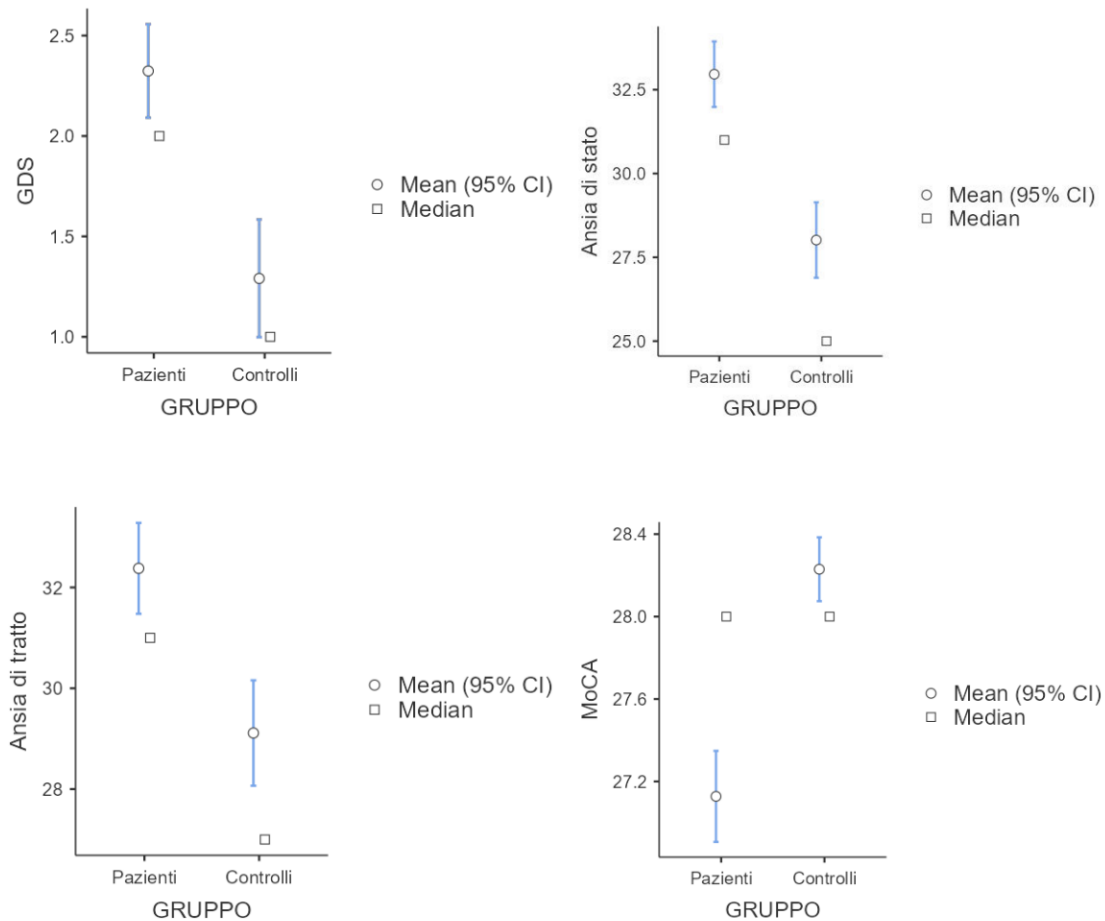 GDS
2.5
2.0
1.5
1.0
Pazienti Controlli
GRUPPO
Mean (95% CI)
Median
Ansia di stato
32.5
30.0
27.5
25.0
Pazienti Controlli
GRUPPO
Mean (95% CI)
Median
Ansia di tratto
32
30
28
Pazienti Controlli
GRUPPO
Mean (95% CI)
Median
MoCA
28.4
28.0
27.6
27.2
Pazienti Controlli
GRUPPO
Mean (95% CI)
Median